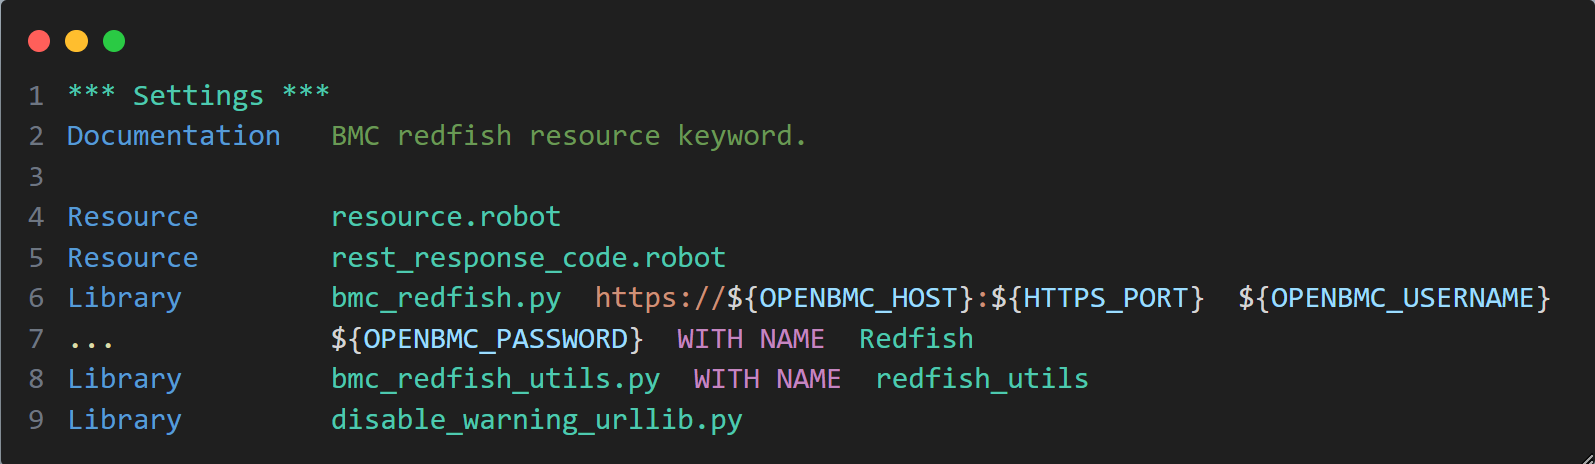 1 *** Settings ***
2 Documentation   BMC redfish resource keyword.
3
4 Resource        resource.robot
5 Resource        rest_response_code.robot
6 Library         bmc_redfish.py  https://${OPENBMC_HOST}:${HTTPS_PORT}  ${OPENBMC_USERNAME}
7 ...             ${OPENBMC_PASSWORD}  WITH NAME  Redfish
8 Library         bmc_redfish_utils.py  WITH NAME  redfish_utils
9 Library         disable_warning_urllib.py